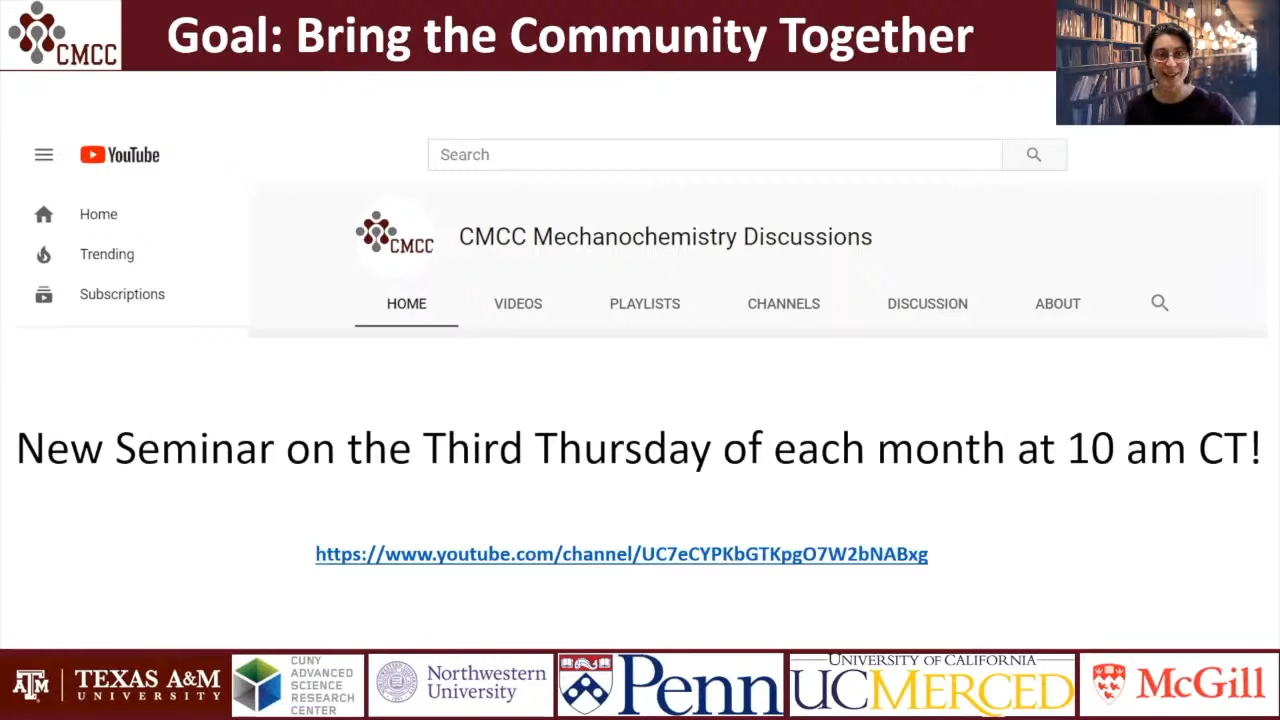 CMCC
Goal: Bring the Community Together
YouTube
Search
Home
Trending
Subscriptions
CMCC
CMCC Mechanochemistry Discussions
HOME VIDEOS PLAYLISTS CHANNELS DISCUSSION ABOUT
New Seminar on the Third Thursday of each month at 10 am CT!
https://www.youtube.com/channel/UC7eCYPKbGTKpgO7W2bNABxg
ATM
TEXAS A&M
UNIVERSITY
CUNY
ADVANCED
SCIENCE
RESEARCH
CENTER
Northwestern
University
Penn
UNIVERSITY OF CALIFORNIA
UCMERCED
McGill